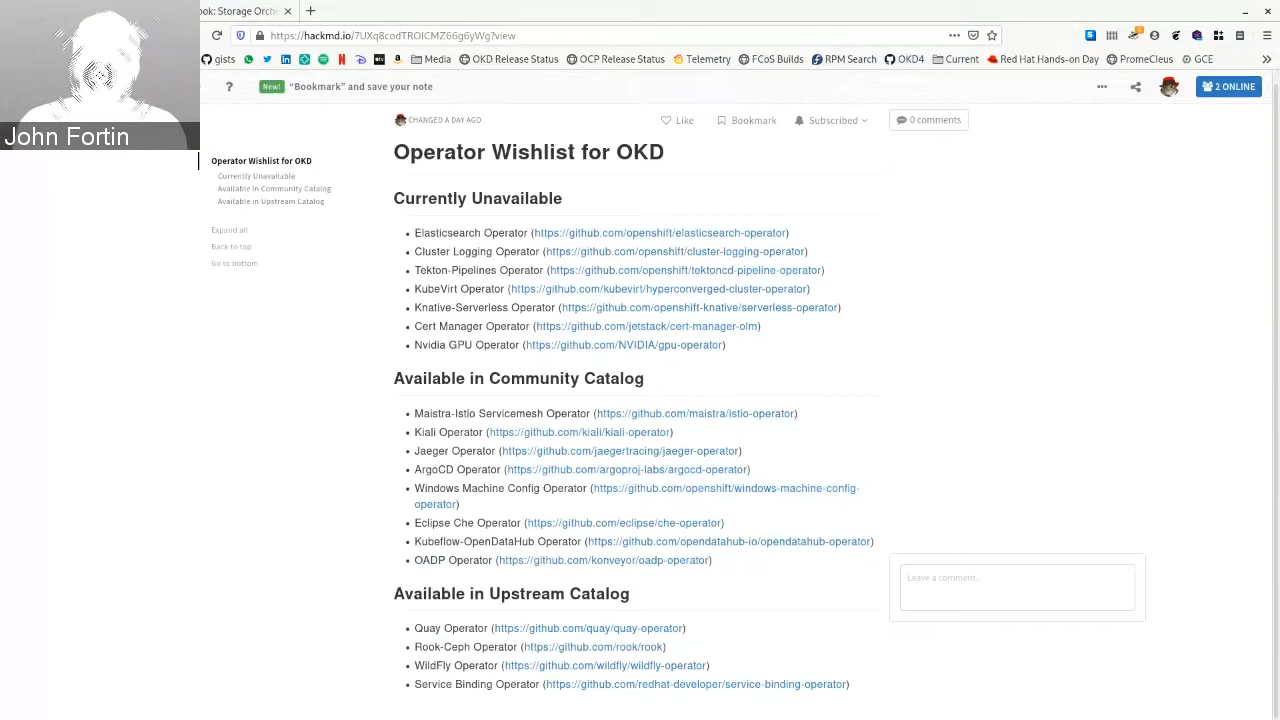 ook: Storage Orche
https://hackmd.io/7UXq8codTROlCMZ66g6yWg?view
gists
Media
OKD Release Status
OCP Release Status
Telemetry
FCoS Builds
RPM Search
OKD4
Current
Red Hat Hands-on Day
PromeCleus
GCE
John Fortin
?
New! “Bookmark” and save your note
2 ONLINE
CHANGED A DAY AGO
Like
Bookmark
Subscribed
0 comments
Operator Wishlist for OKD
Currently Unavailable
Available in Community Catalog
Available in Upstream Catalog
Expand all
Back to top
Go to bottom
Operator Wishlist for OKD
Currently Unavailable
Elasticsearch Operator (https://github.com/openshift/elasticsearch-operator)
Cluster Logging Operator (https://github.com/openshift/cluster-logging-operator)
Tekton-Pipelines Operator (https://github.com/openshift/tektoncd-pipeline-operator)
KubeVirt Operator (https://github.com/kubevirt/hyperconverged-cluster-operator)
Knative-Serverless Operator (https://github.com/openshift-knative/serverless-operator)
Cert Manager Operator (https://github.com/jetstack/cert-manager-olm)
Nvidia GPU Operator (https://github.com/NVIDIA/gpu-operator)
Available in Community Catalog
Maistra-Istio Servicemesh Operator (https://github.com/maistra/istio-operator)
Kiali Operator (https://github.com/kiali/kiali-operator)
Jaeger Operator (https://github.com/jaegertracing/jaeger-operator)
ArgoCD Operator (https://github.com/argoproj-labs/argocd-operator)
Windows Machine Config Operator (https://github.com/openshift/windows-machine-config-
operator)
Eclipse Che Operator (https://github.com/eclipse/che-operator)
Kubeflow-OpenDataHub Operator (https://github.com/opendatahub-io/opendatahub-operator)
OADP Operator (https://github.com/konveyor/oadp-operator)
Available in Upstream Catalog
Quay Operator (https://github.com/quay/quay-operator)
Rook-Ceph Operator (https://github.com/rook/rook)
WildFly Operator (https://github.com/wildfly/wildfly-operator)
Service Binding Operator (https://github.com/redhat-developer/service-binding-operator)
Leave a comment...